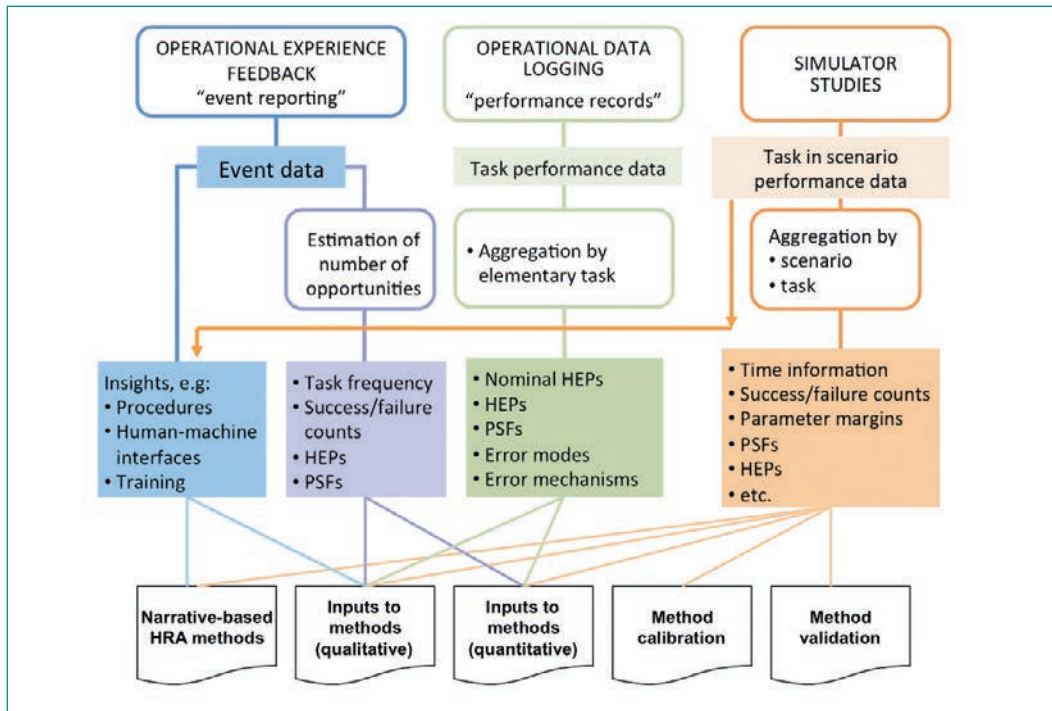 OPERATIONAL EXPERIENCE
FEEDBACK
“event reporting”
OPERATIONAL DATA
LOGGING
“performance records”
SIMULATOR
STUDIES
Event data
Task performance data
Task in scenario
performance data
Estimation of
number of
opportunities
• Aggregation by
elementary task
Aggregation by
• scenario
• task
Insights, e.g:
• Procedures
• Human-machine
interfaces
• Training
• Task frequency
• Success/failure
counts
• HEPs
• PSFs
• Nominal HEPs
• HEPs
• PSFs
• Error modes
• Error mechanisms
• Time information
• Success/failure counts
• Parameter margins
• PSFs
• HEPs
• etc.
Narrative-based
HRA methods
Inputs to
methods
(qualitative)
Inputs to
methods
(quantitative)
Method
calibration
Method
validation